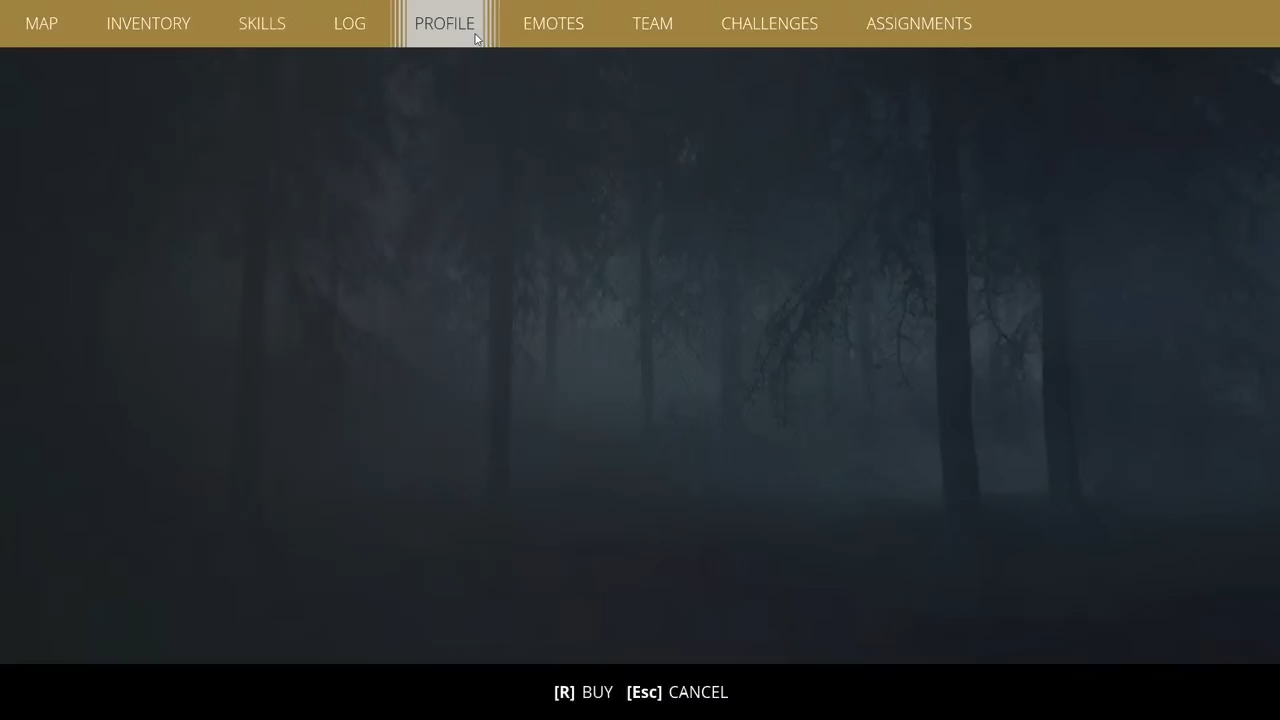 MAP INVENTORY SKILLS LOG PROFILE EMOTES TEAM CHALLENGES ASSIGNMENTS
[R] BUY [Esc] CANCEL